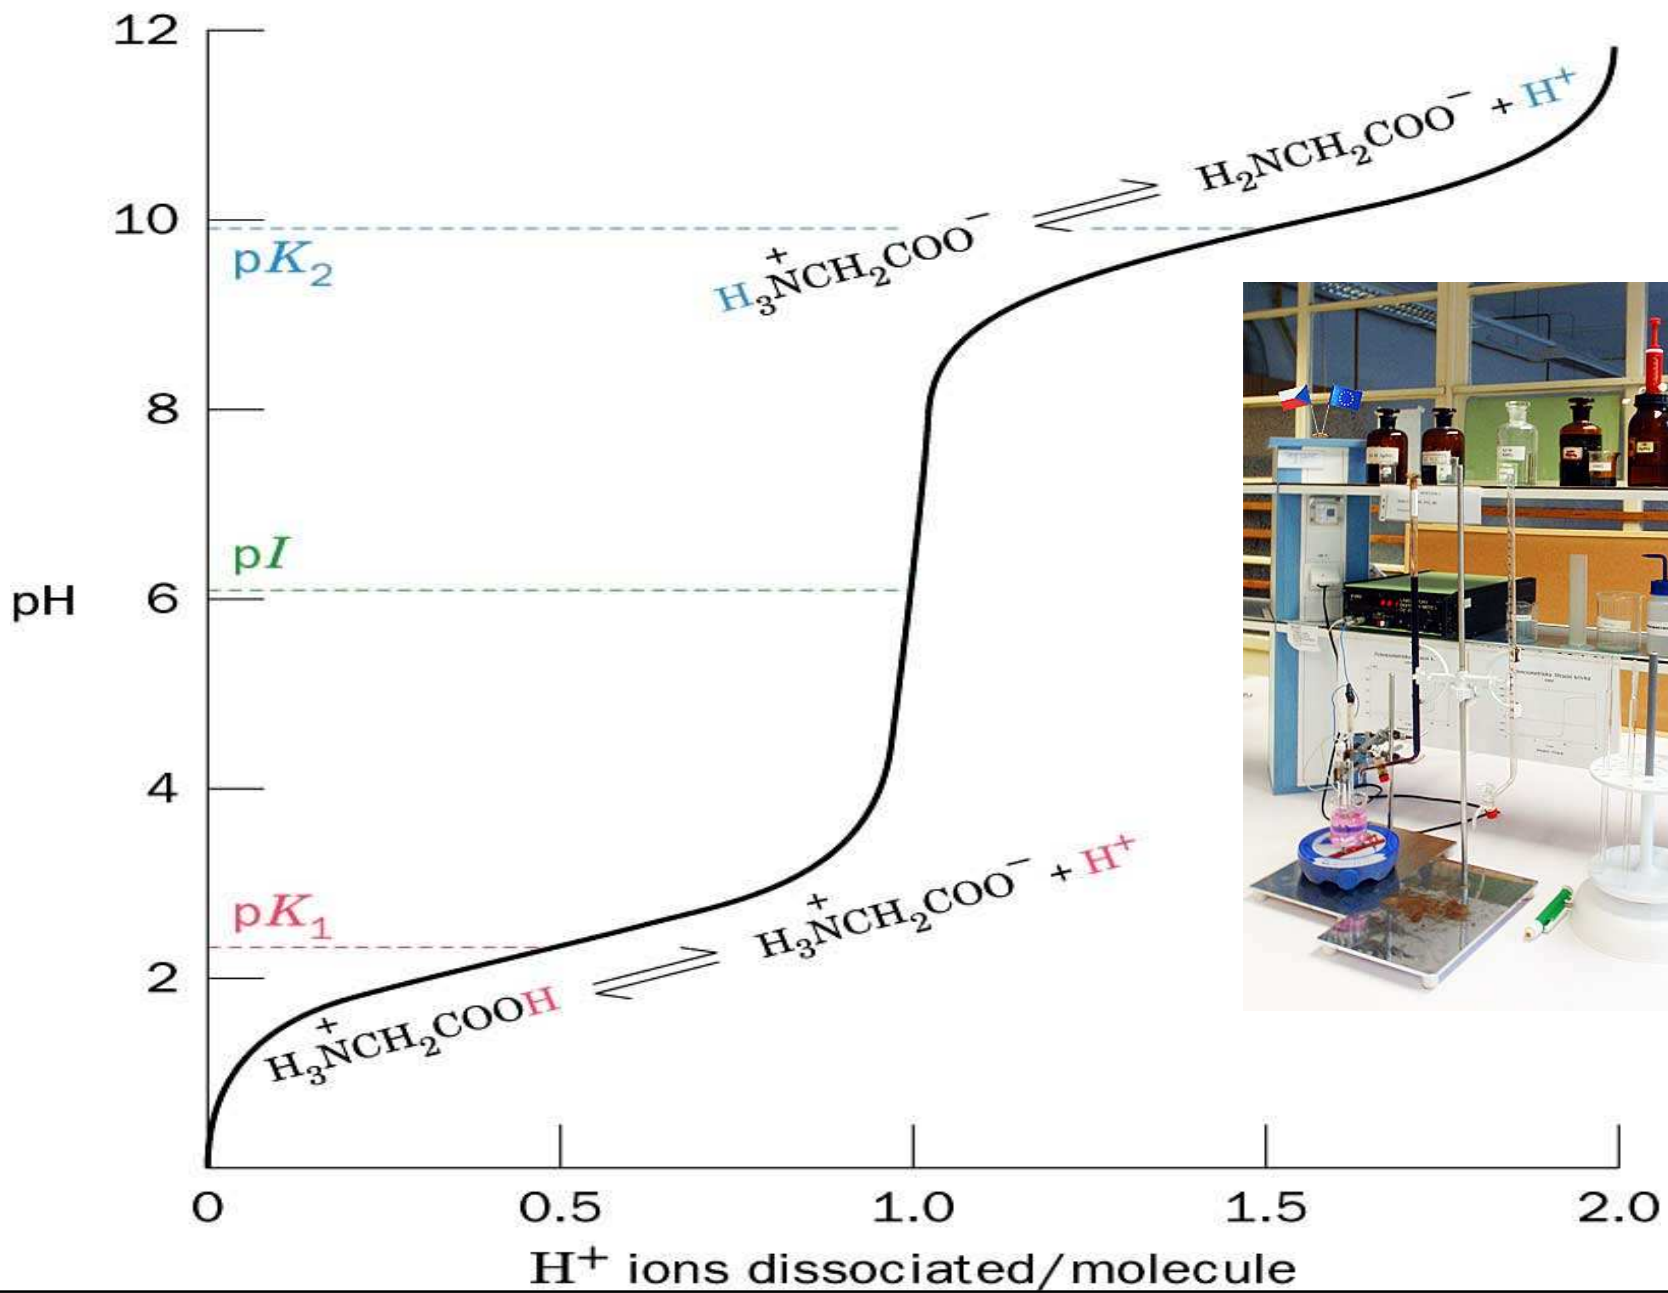 12
10
8
6
4
2
pH
pK₂
pI
pK₁
H₃N⁺CH₂COO⁻ ⇌ H₂NCH₂COO⁻ + H⁺
H₃N⁺CH₂COOH ⇌ H₃N⁺CH₂COO⁻ + H⁺
0 0.5 1.0 1.5 2.0
H⁺ ions dissociated/molecule